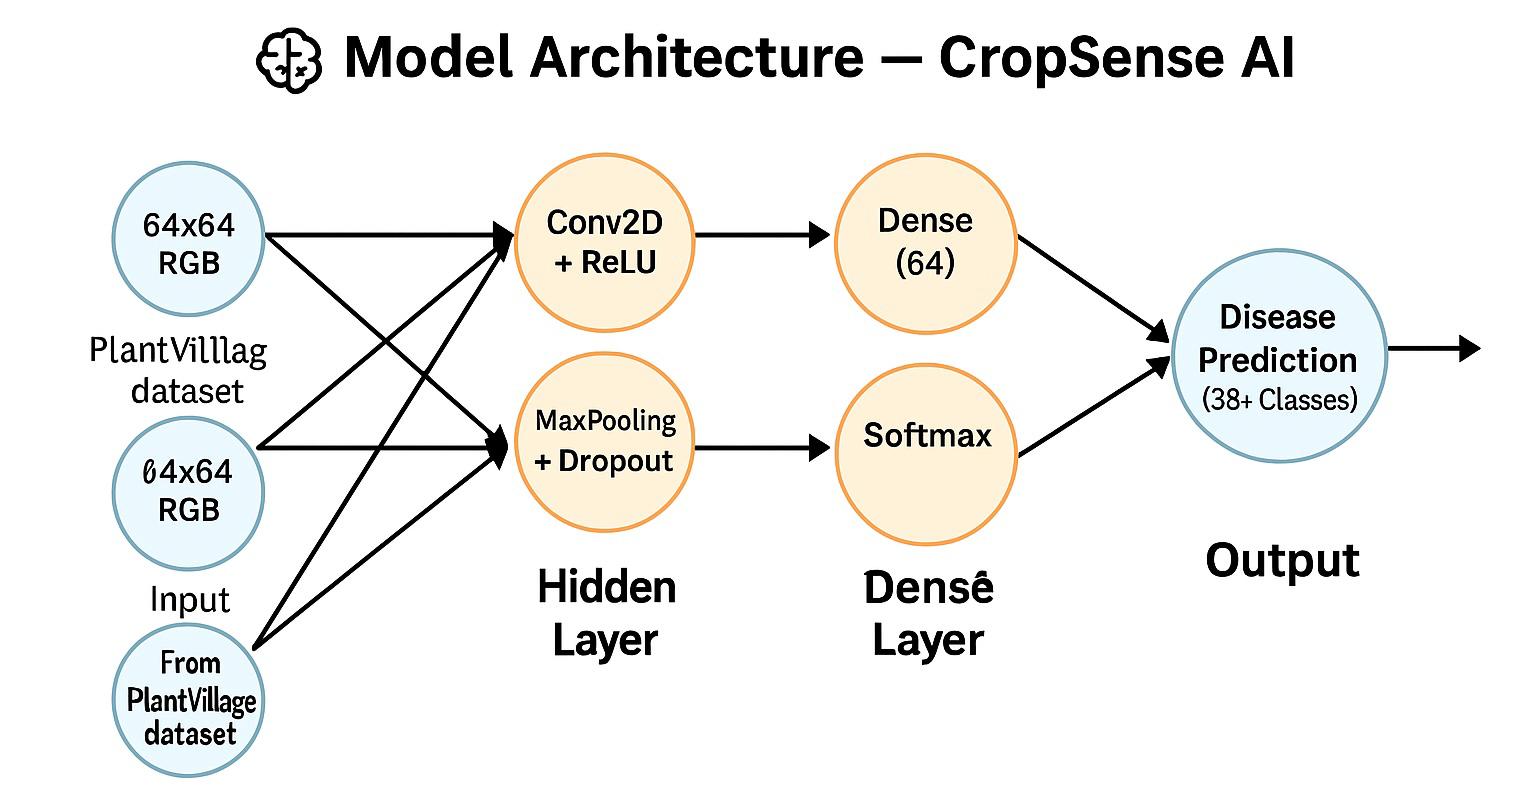 Model Architecture — CropSense AI
64x64
RGB
PlantVilllag
dataset
04x64
RGB
Input
From
PlantVillage
dataset
Conv2D
+ ReLU
MaxPooling
+ Dropout
Hidden
Layer
Dense
(64)
Softmax
Densê
Layer
Disease
Prediction
(38+ Classes)
Output